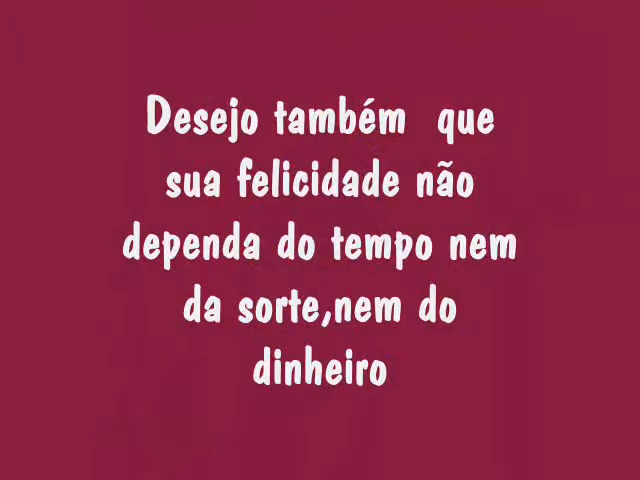 Desejo também  que
sua felicidade não
dependa do tempo nem
da sorte,nem do
dinheiro